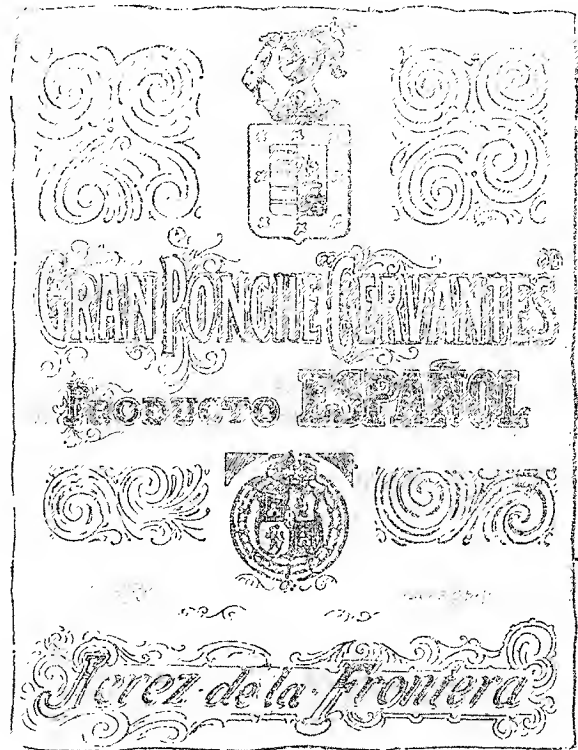 GRAN PONCHE "CERVANTES"
PRODUCTO ESPAÑOL
Jerez de la Frontera